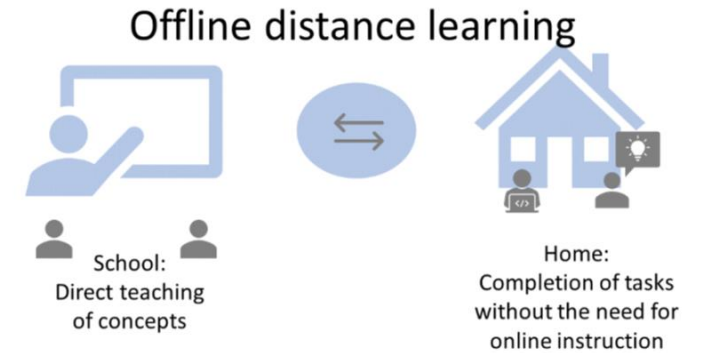 Offline distance learning
School:
Direct teaching
of concepts
</>
Home:
Completion of tasks
without the need for
online instruction